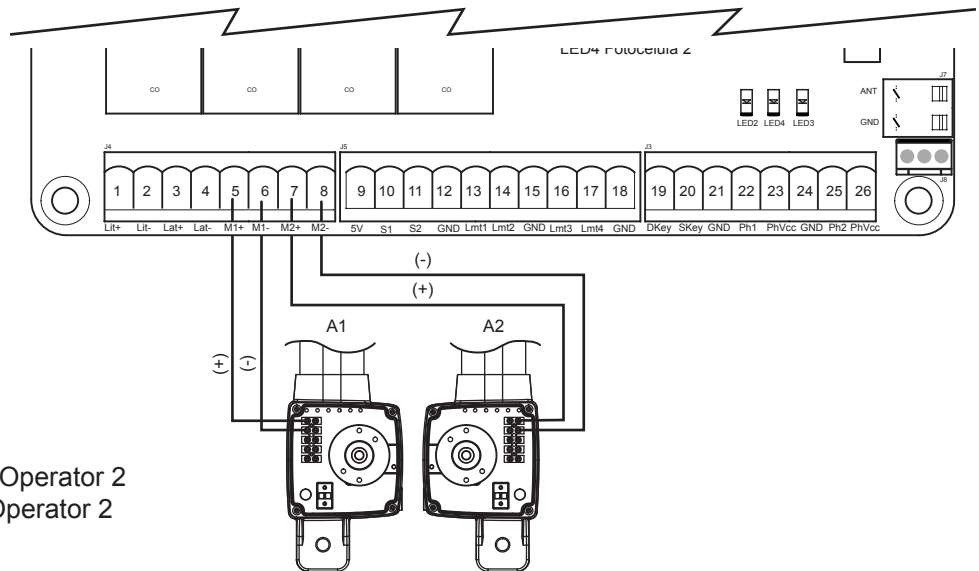 LED4 Fotocelula 2
co co co co
J7
ANT
GND
LED2 LED4 LED3
J8
J4 J5 J3
1 2 3 4 5 6 7 8 9 10 11 12 13 14 15 16 17 18 19 20 21 22 23 24 25 26
Lit+ Lit- Lat+ Lat- M1+ M1- M2+ M2- 5V S1 S2 GND Lmt1 Lmt2 GND Lmt3 Lmt4 GND DKey SKey GND Ph1 PhVcc GND Ph2 PhVcc
(-)
(+)
A1 A2
(+) (-)
Operator 2
Operator 2